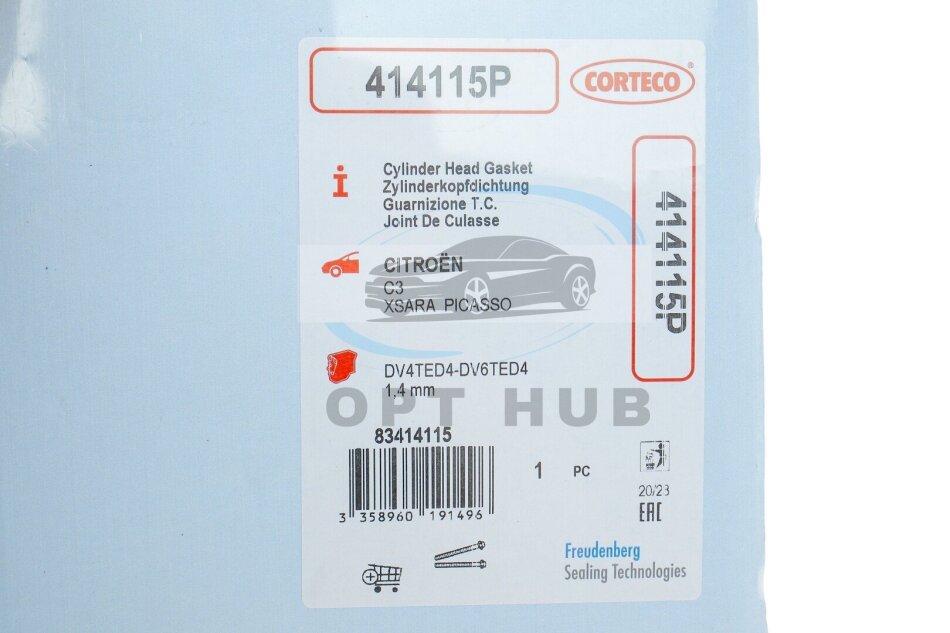 414115P
CORTECO®
i
Cylinder Head Gasket
Zylinderkopfdichtung
Guarnizione T.C.
Joint De Culasse
414115P
CITROËN
C3
XSARA PICASSO
DV4TED4-DV6TED4
1,4 mm
OPT HUB
83414115
3 358960 191496
1 PC
20/23
EAC
Freudenberg
Sealing Technologies